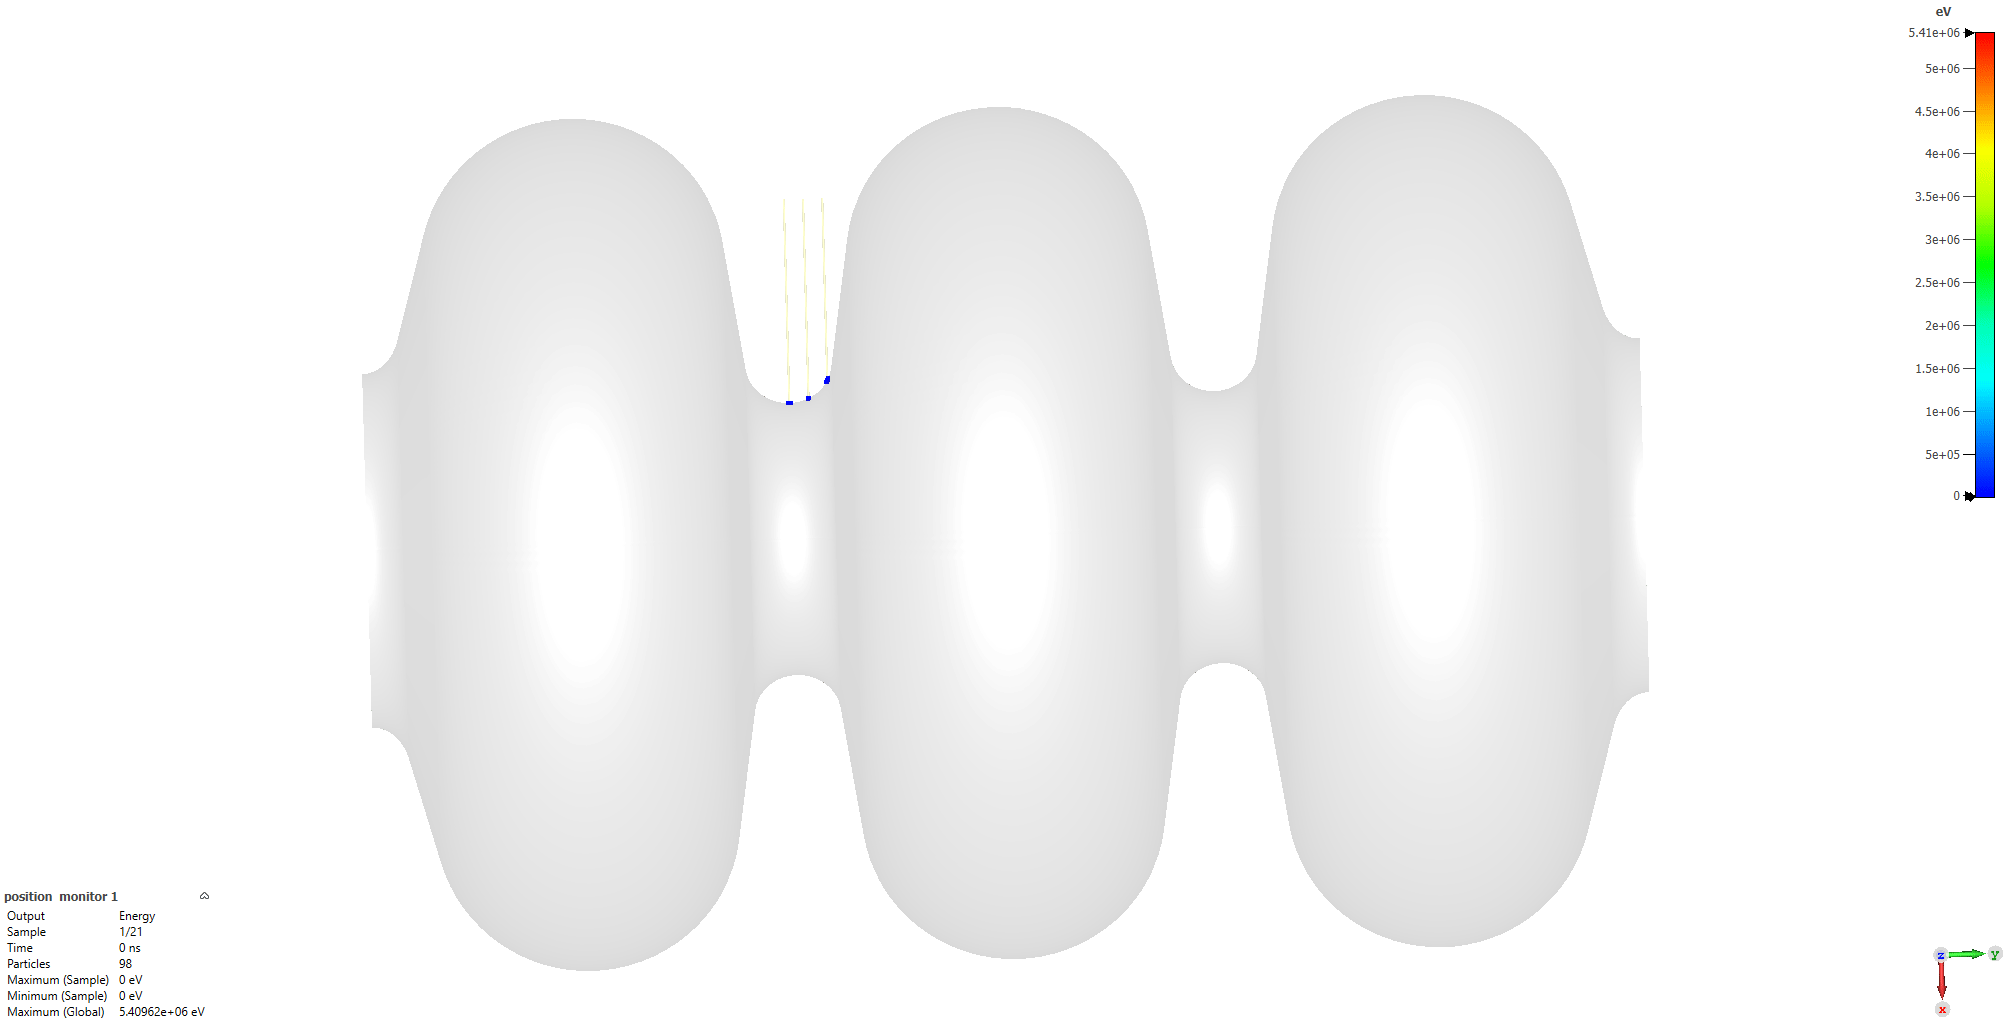 eV
5.41e+06
5e+06
4.5e+06
4e+06
3.5e+06
3e+06
2.5e+06
2e+06
1.5e+06
1e+06
5e+05
0
position monitor 1
Output Energy
Sample 1/21
Time 0 ns
Particles 98
Maximum (Sample) 0 eV
Minimum (Sample) 0 eV
Maximum (Global) 5.40962e+06 eV
z y
x